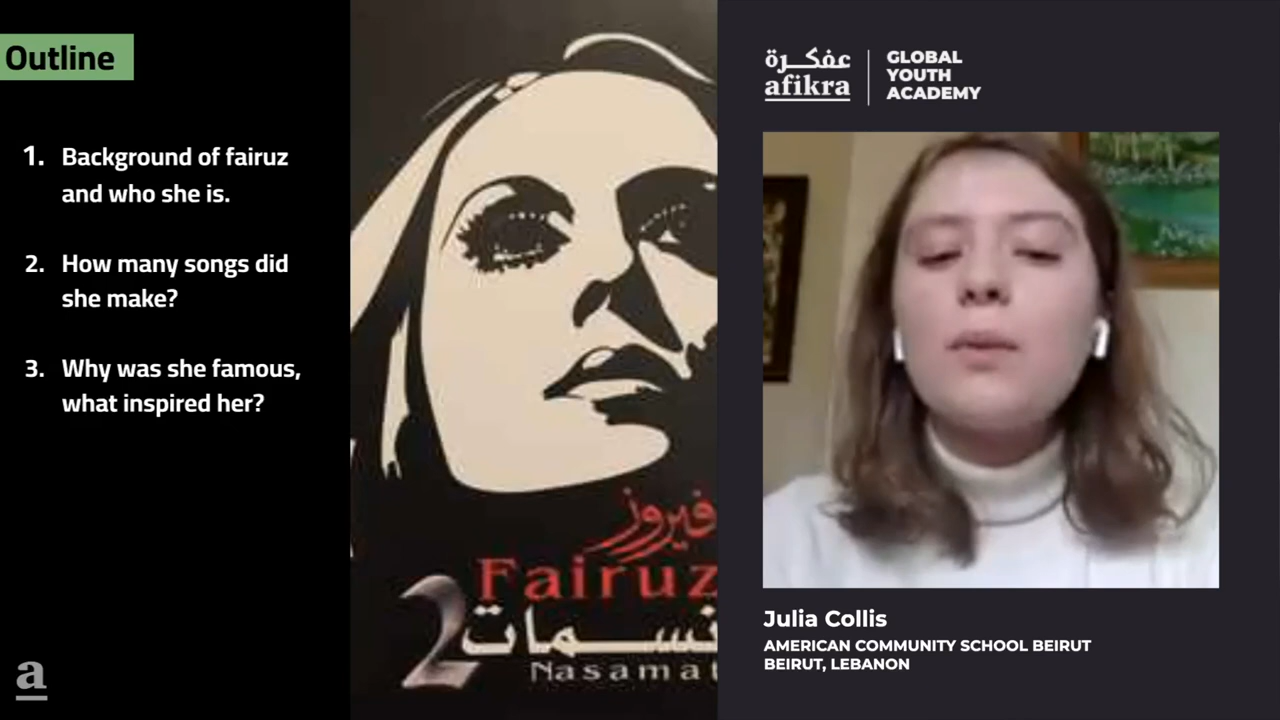 Outline
1. Background of fairuz
and who she is.
2. How many songs did
she make?
3. Why was she famous,
what inspired her?
a
فيروز
Fairuz
2 نسمات
Nasamat
عفكرة
afikra
GLOBAL
YOUTH
ACADEMY
Julia Collis
AMERICAN COMMUNITY SCHOOL BEIRUT
BEIRUT, LEBANON